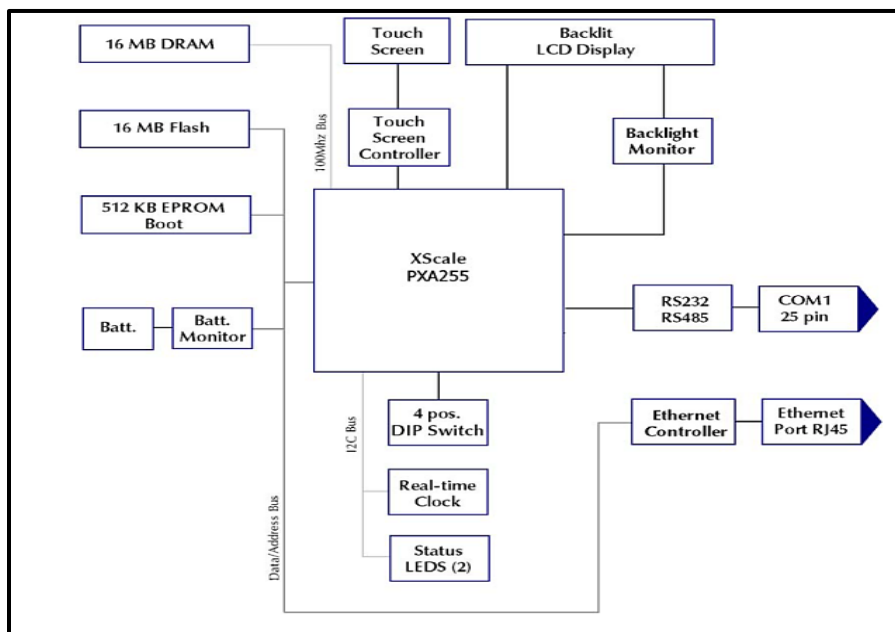 16 MB DRAM
Touch
Screen
Backlit
LCD Display
16 MB Flash
100Mhz Bus
Touch
Screen
Controller
Backlight
Monitor
512 KB EPROM
Boot
XScale
PXA255
Batt.
Batt.
Monitor
RS232
RS485
COM1
25 pin
4 pos.
DIP Switch
I2C Bus
Ethernet
Controller
Ethernet
Port RJ45
Real-time
Clock
Data/Address Bus
Status
LEDS (2)